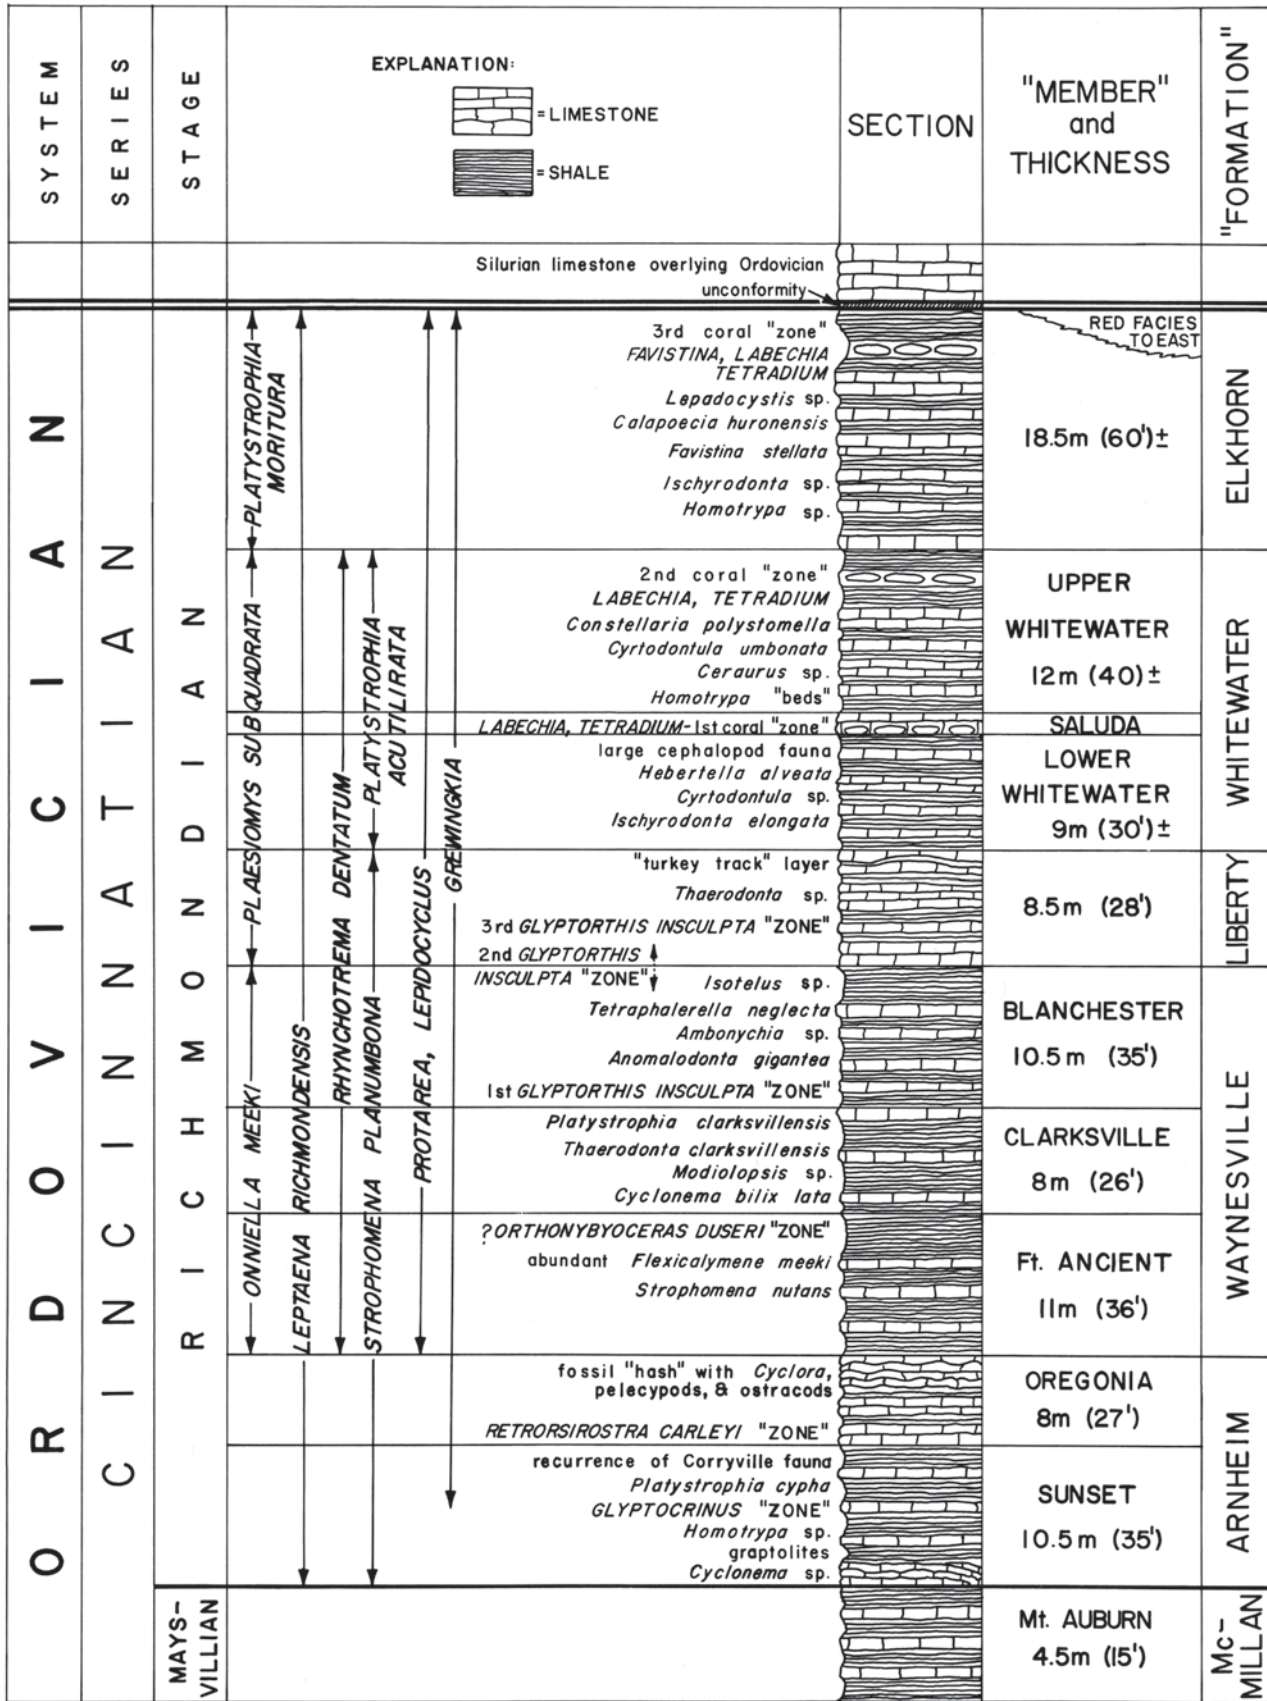 SYSTEM
SERIES
STAGE
EXPLANATION:
=LIMESTONE
=SHALE
SECTION
"MEMBER"
and
THICKNESS
"FORMATION"
Silurian limestone overlying Ordovician
unconformity
ORDOVICIAN
CINCINNATIAN
RICHMONDIAN
MAYS-
VILLIAN
PLATYSTROPHIA
MORITURA
PLAESIOMYS SUBQUADRATA
ONNIELLA MEEKI
LEPTAENA RICHMONDENSIS
RHYNCHOTREMA DENTATUM
PLATYSTROPHIA
ACUTILIRATA
STROPHOMENA PLANUMBONA
PROTAREA, LEPIDOCYCLUS
GREWINGKIA
3rd coral "zone"
FAVISTINA, LABECHIA
TETRADIUM
Lepadocystis sp.
Calapoecia huronensis
Favistina stellata
Ischyrodonta sp.
Homotrypa sp.
RED FACIES
TO EAST
18.5m (60')±
ELKHORN
2nd coral "zone"
LABECHIA, TETRADIUM
Constellaria polystomella
Cyrtodontula umbonata
Ceraurus sp.
Homotrypa "beds"
UPPER
WHITEWATER
12m (40)±
LABECHIA, TETRADIUM-1st coral "zone"
SALUDA
large cephalopod fauna
Hebertella alveata
Cyrtodontula sp.
Ischyrodonta elongata
LOWER
WHITEWATER
9m (30')±
WHITEWATER
"turkey track" layer
Thaerodonta sp.
3rd GLYPTORTHIS INSCULPTA "ZONE"
2nd GLYPTORTHIS
INSCULPTA "ZONE"
8.5m (28')
LIBERTY
Isotelus sp.
Tetraphalerella neglecta
Ambonychia sp.
Anomalodonta gigantea
1st GLYPTORTHIS INSCULPTA "ZONE"
BLANCHESTER
10.5m (35')
Platystrophia clarksvillensis
Thaerodonta clarksvillensis
Modiolopsis sp.
Cyclonema bilix lata
CLARKSVILLE
8m (26')
?ORTHONYBYOCERAS DUSERI "ZONE"
abundant Flexicalymene meeki
Strophomena nutans
Ft. ANCIENT
11m (36')
WAYNESVILLE
fossil "hash" with Cyclora,
pelecypods, & ostracods
RETRORSIROSTRA CARLEYI "ZONE"
OREGONIA
8m (27')
recurrence of Corryville fauna
Platystrophia cypha
GLYPTOCRINUS "ZONE"
Homotrypa sp.
graptolites
Cyclonema sp.
SUNSET
10.5m (35')
ARNHEIM
Mt. AUBURN
4.5m (15')
Mc-
MILLAN